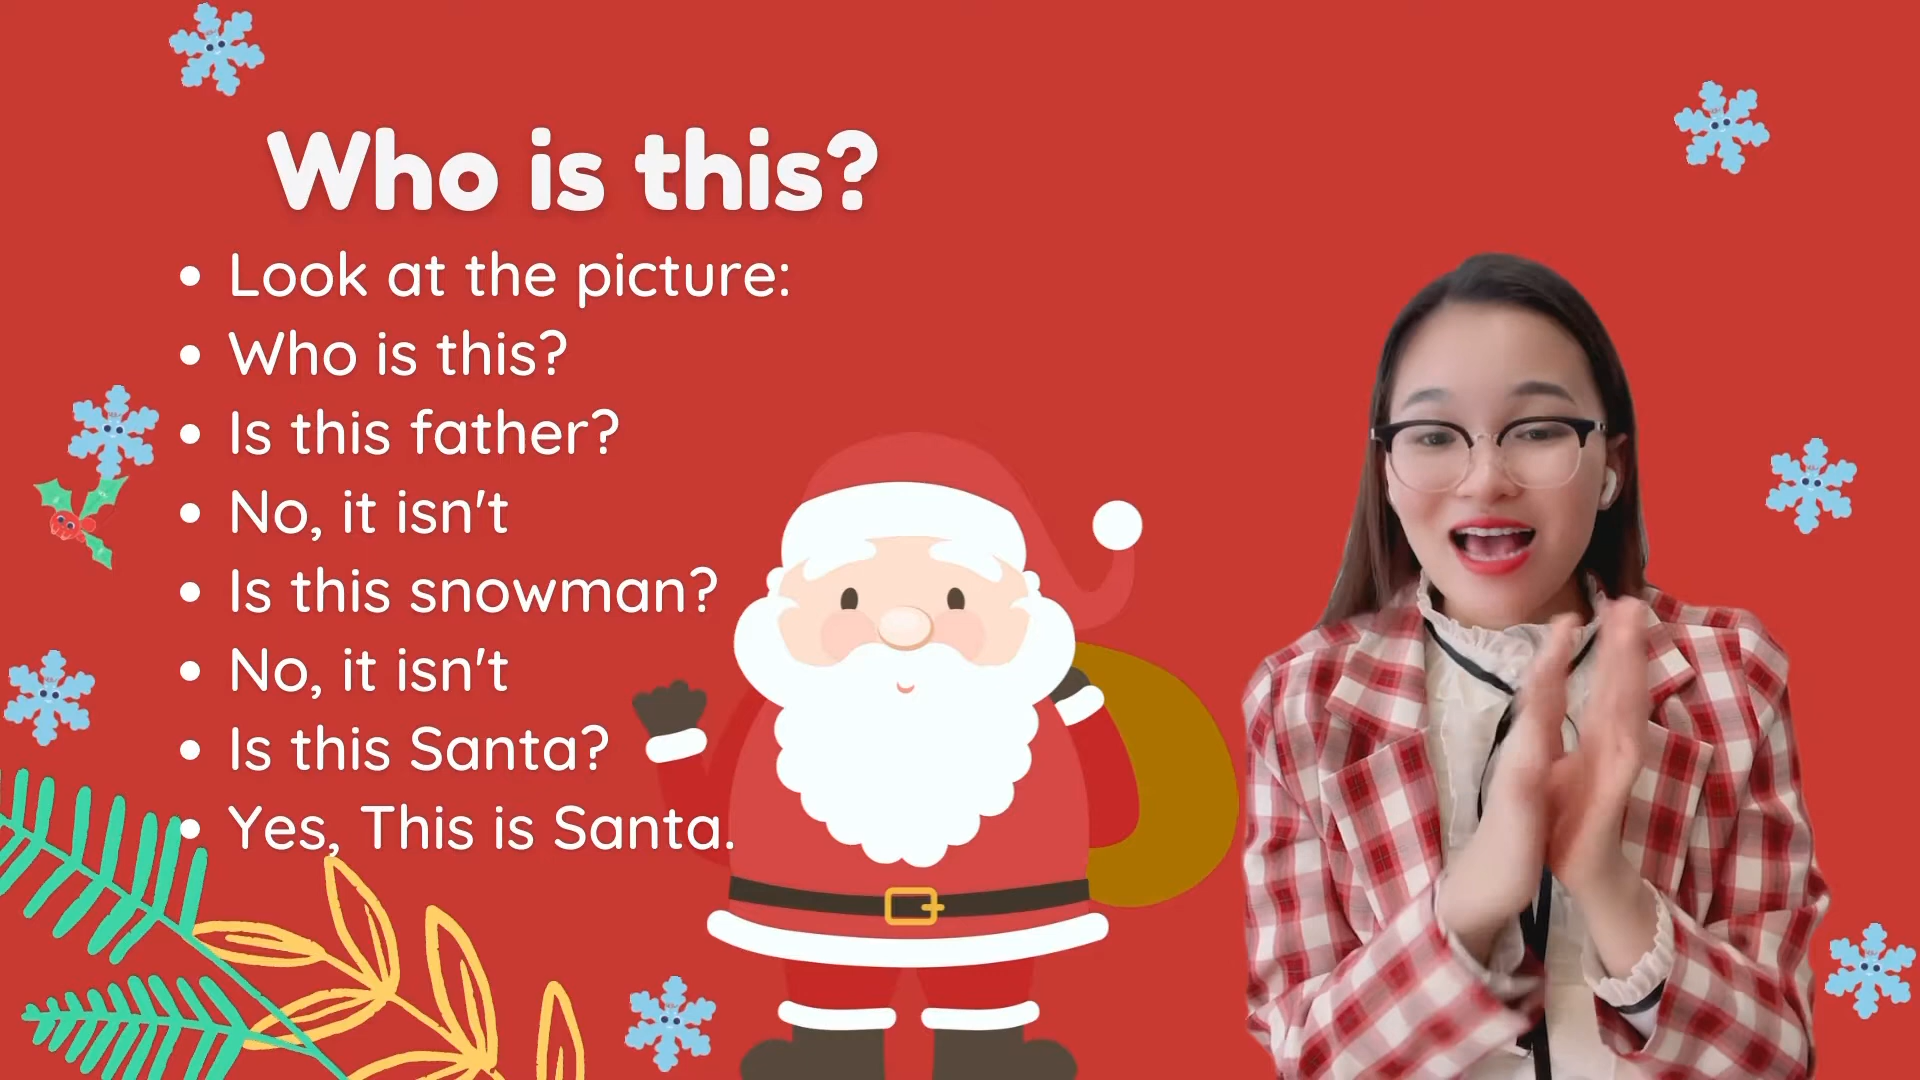 Who is this?
Look at the picture:
Who is this?
Is this father?
No, it isn't
Is this snowman?
No, it isn't
Is this Santa?
Yes, This is Santa.